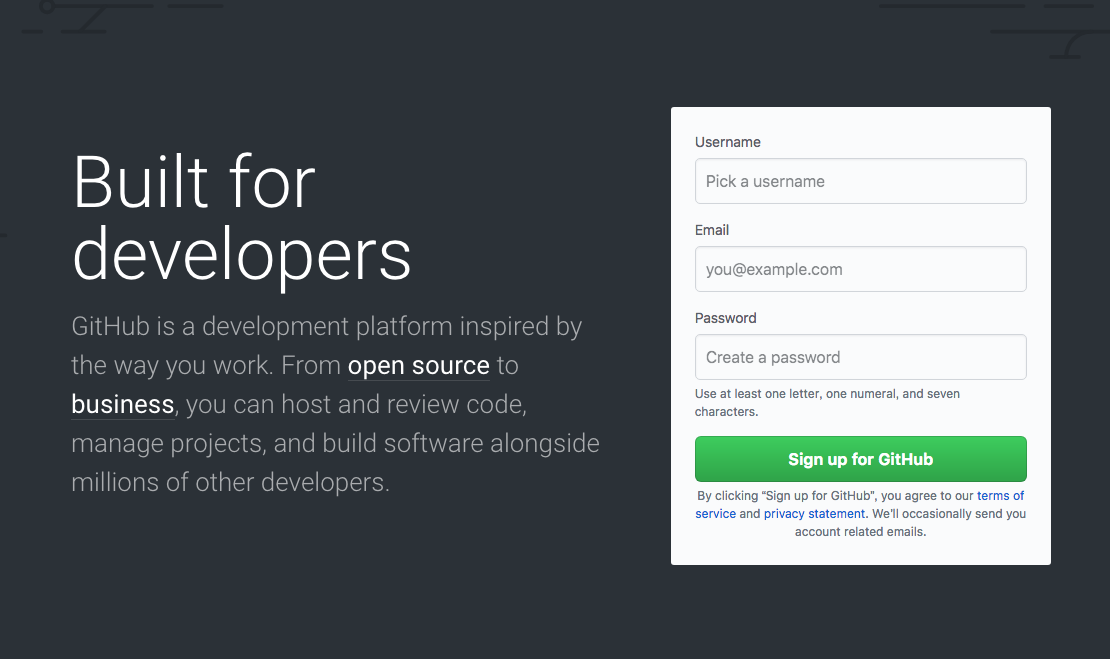 Built for
developers
GitHub is a development platform inspired by
the way you work. From open source to
business, you can host and review code,
manage projects, and build software alongside
millions of other developers.
Username
Pick a username
Email
you@example.com
Password
Create a password
Use at least one letter, one numeral, and seven
characters.
Sign up for GitHub
By clicking “Sign up for GitHub”, you agree to our terms of
service and privacy statement. We’ll occasionally send you
account related emails.